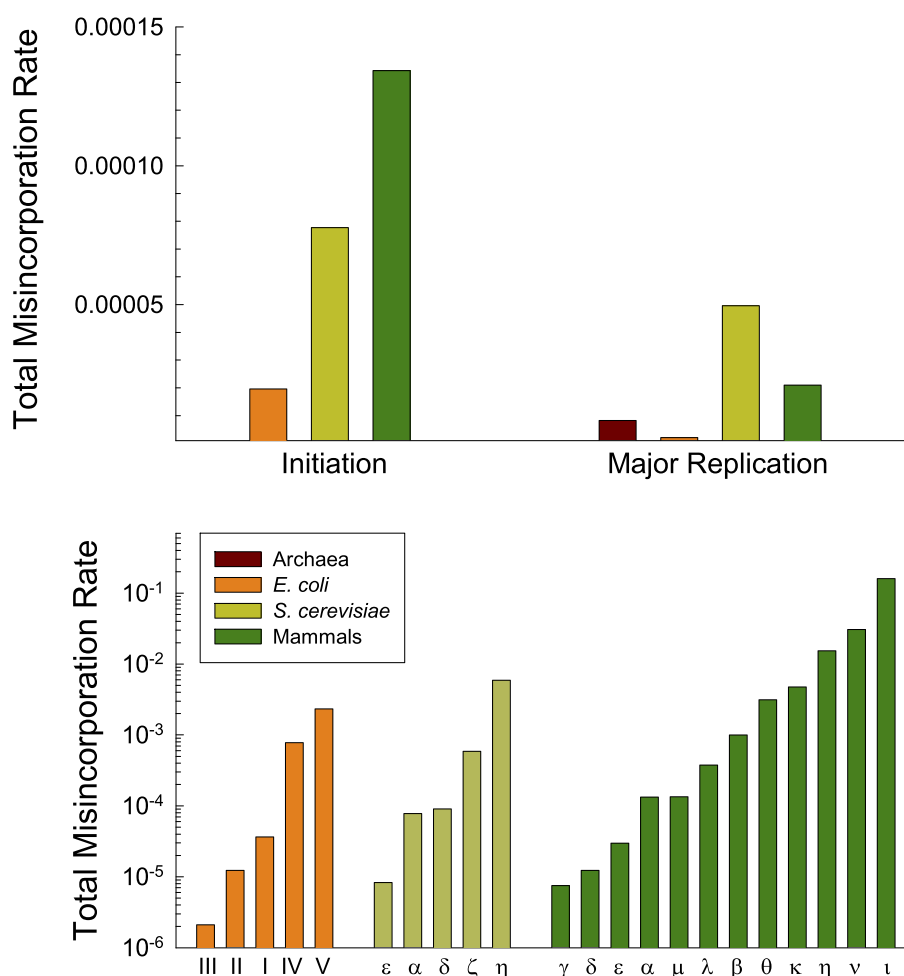 Total Misincorporation Rate
0.00015
0.00010
0.00005
Initiation Major Replication
Total Misincorporation Rate
Archaea
E. coli
S. cerevisiae
Mammals
10-1
10-2
10-3
10-4
10-5
10-6
III II I IV V ε α δ ζ η γ δ ε α μ λ β θ κ η ν ι